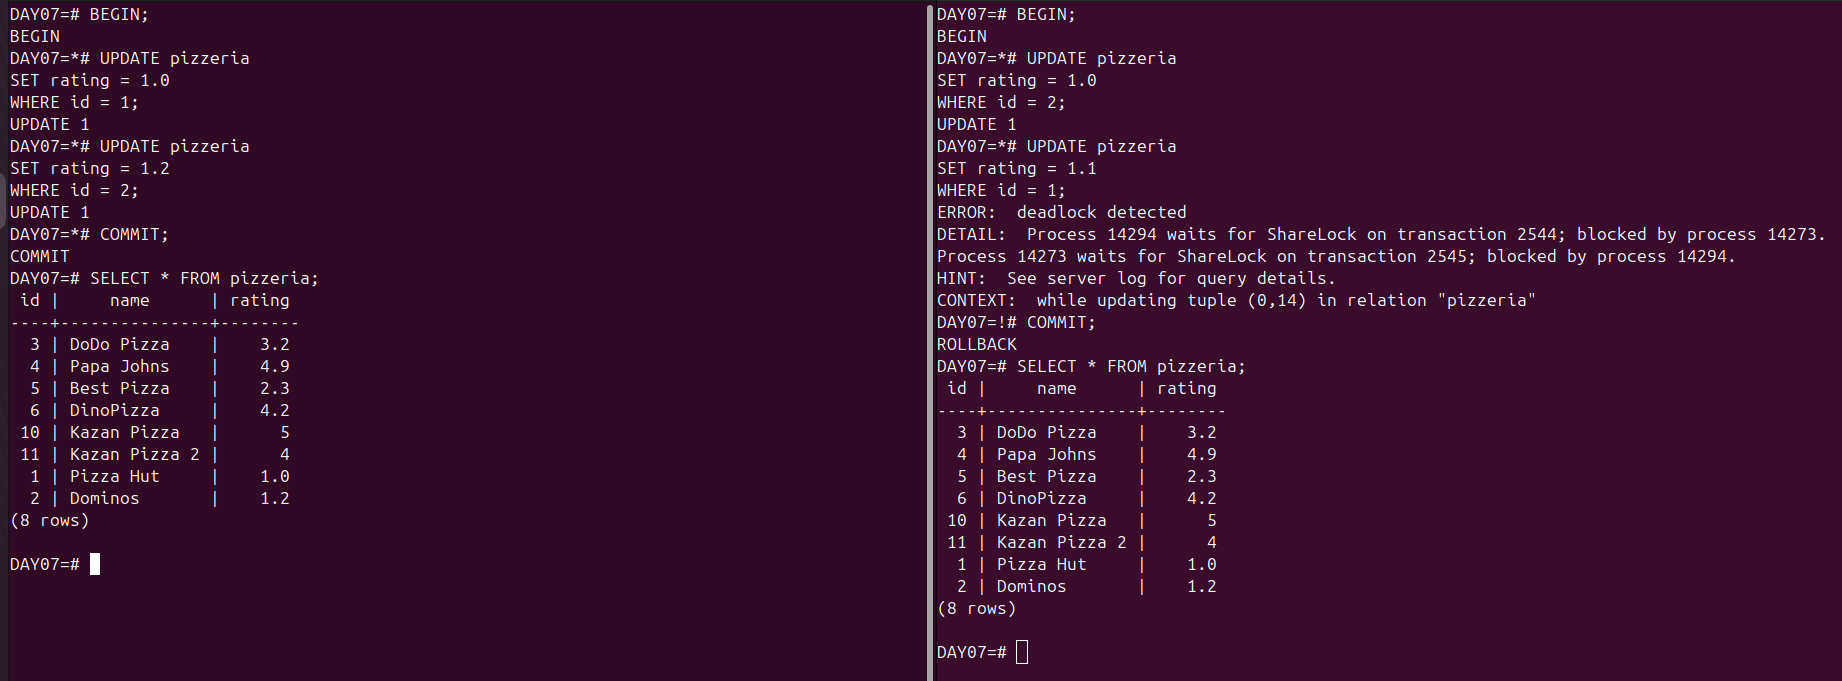 DAY07=# BEGIN;
BEGIN
DAY07=*# UPDATE pizzeria
SET rating = 1.0
WHERE id = 1;
UPDATE 1
DAY07=*# UPDATE pizzeria
SET rating = 1.2
WHERE id = 2;
UPDATE 1
DAY07=*# COMMIT;
COMMIT
DAY07=# SELECT * FROM pizzeria;
 id |     name      | rating
----+---------------+--------
  3 | DoDo Pizza    |    3.2
  4 | Papa Johns    |    4.9
  5 | Best Pizza    |    2.3
  6 | DinoPizza     |    4.2
 10 | Kazan Pizza   |      5
 11 | Kazan Pizza 2 |      4
  1 | Pizza Hut     |    1.0
  2 | Dominos       |    1.2
(8 rows)
DAY07=#
DAY07=# BEGIN;
BEGIN
DAY07=*# UPDATE pizzeria
SET rating = 1.0
WHERE id = 2;
UPDATE 1
DAY07=*# UPDATE pizzeria
SET rating = 1.1
WHERE id = 1;
ERROR:  deadlock detected
DETAIL:  Process 14294 waits for ShareLock on transaction 2544; blocked by process 14273.
Process 14273 waits for ShareLock on transaction 2545; blocked by process 14294.
HINT:  See server log for query details.
CONTEXT:  while updating tuple (0,14) in relation "pizzeria"
DAY07=!# COMMIT;
ROLLBACK
DAY07=# SELECT * FROM pizzeria;
 id |     name      | rating
----+---------------+--------
  3 | DoDo Pizza    |    3.2
  4 | Papa Johns    |    4.9
  5 | Best Pizza    |    2.3
  6 | DinoPizza     |    4.2
 10 | Kazan Pizza   |      5
 11 | Kazan Pizza 2 |      4
  1 | Pizza Hut     |    1.0
  2 | Dominos       |    1.2
(8 rows)
DAY07=#